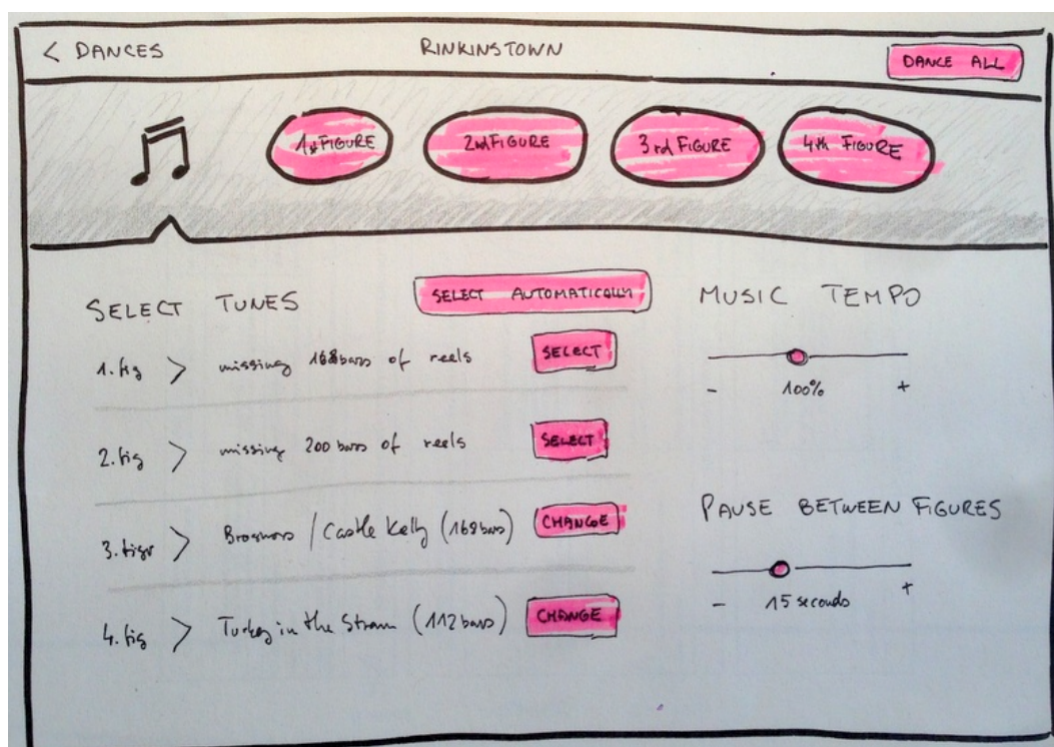 < DANCES RINKINSTOWN DANCE ALL
1st FIGURE 2nd FIGURE 3rd FIGURE 4th FIGURE
SELECT TUNES SELECT AUTOMATICALLY MUSIC TEMPO
1. fig > missing 168 bars of reels SELECT
- 100% +
2. fig > missing 200 bars of reels SELECT
PAUSE BETWEEN FIGURES
3. > / Castle Kelly (168 bars) CHANGE
- 15 seconds +
4. fig > Turkey in the Straw (112 bars) CHANGE